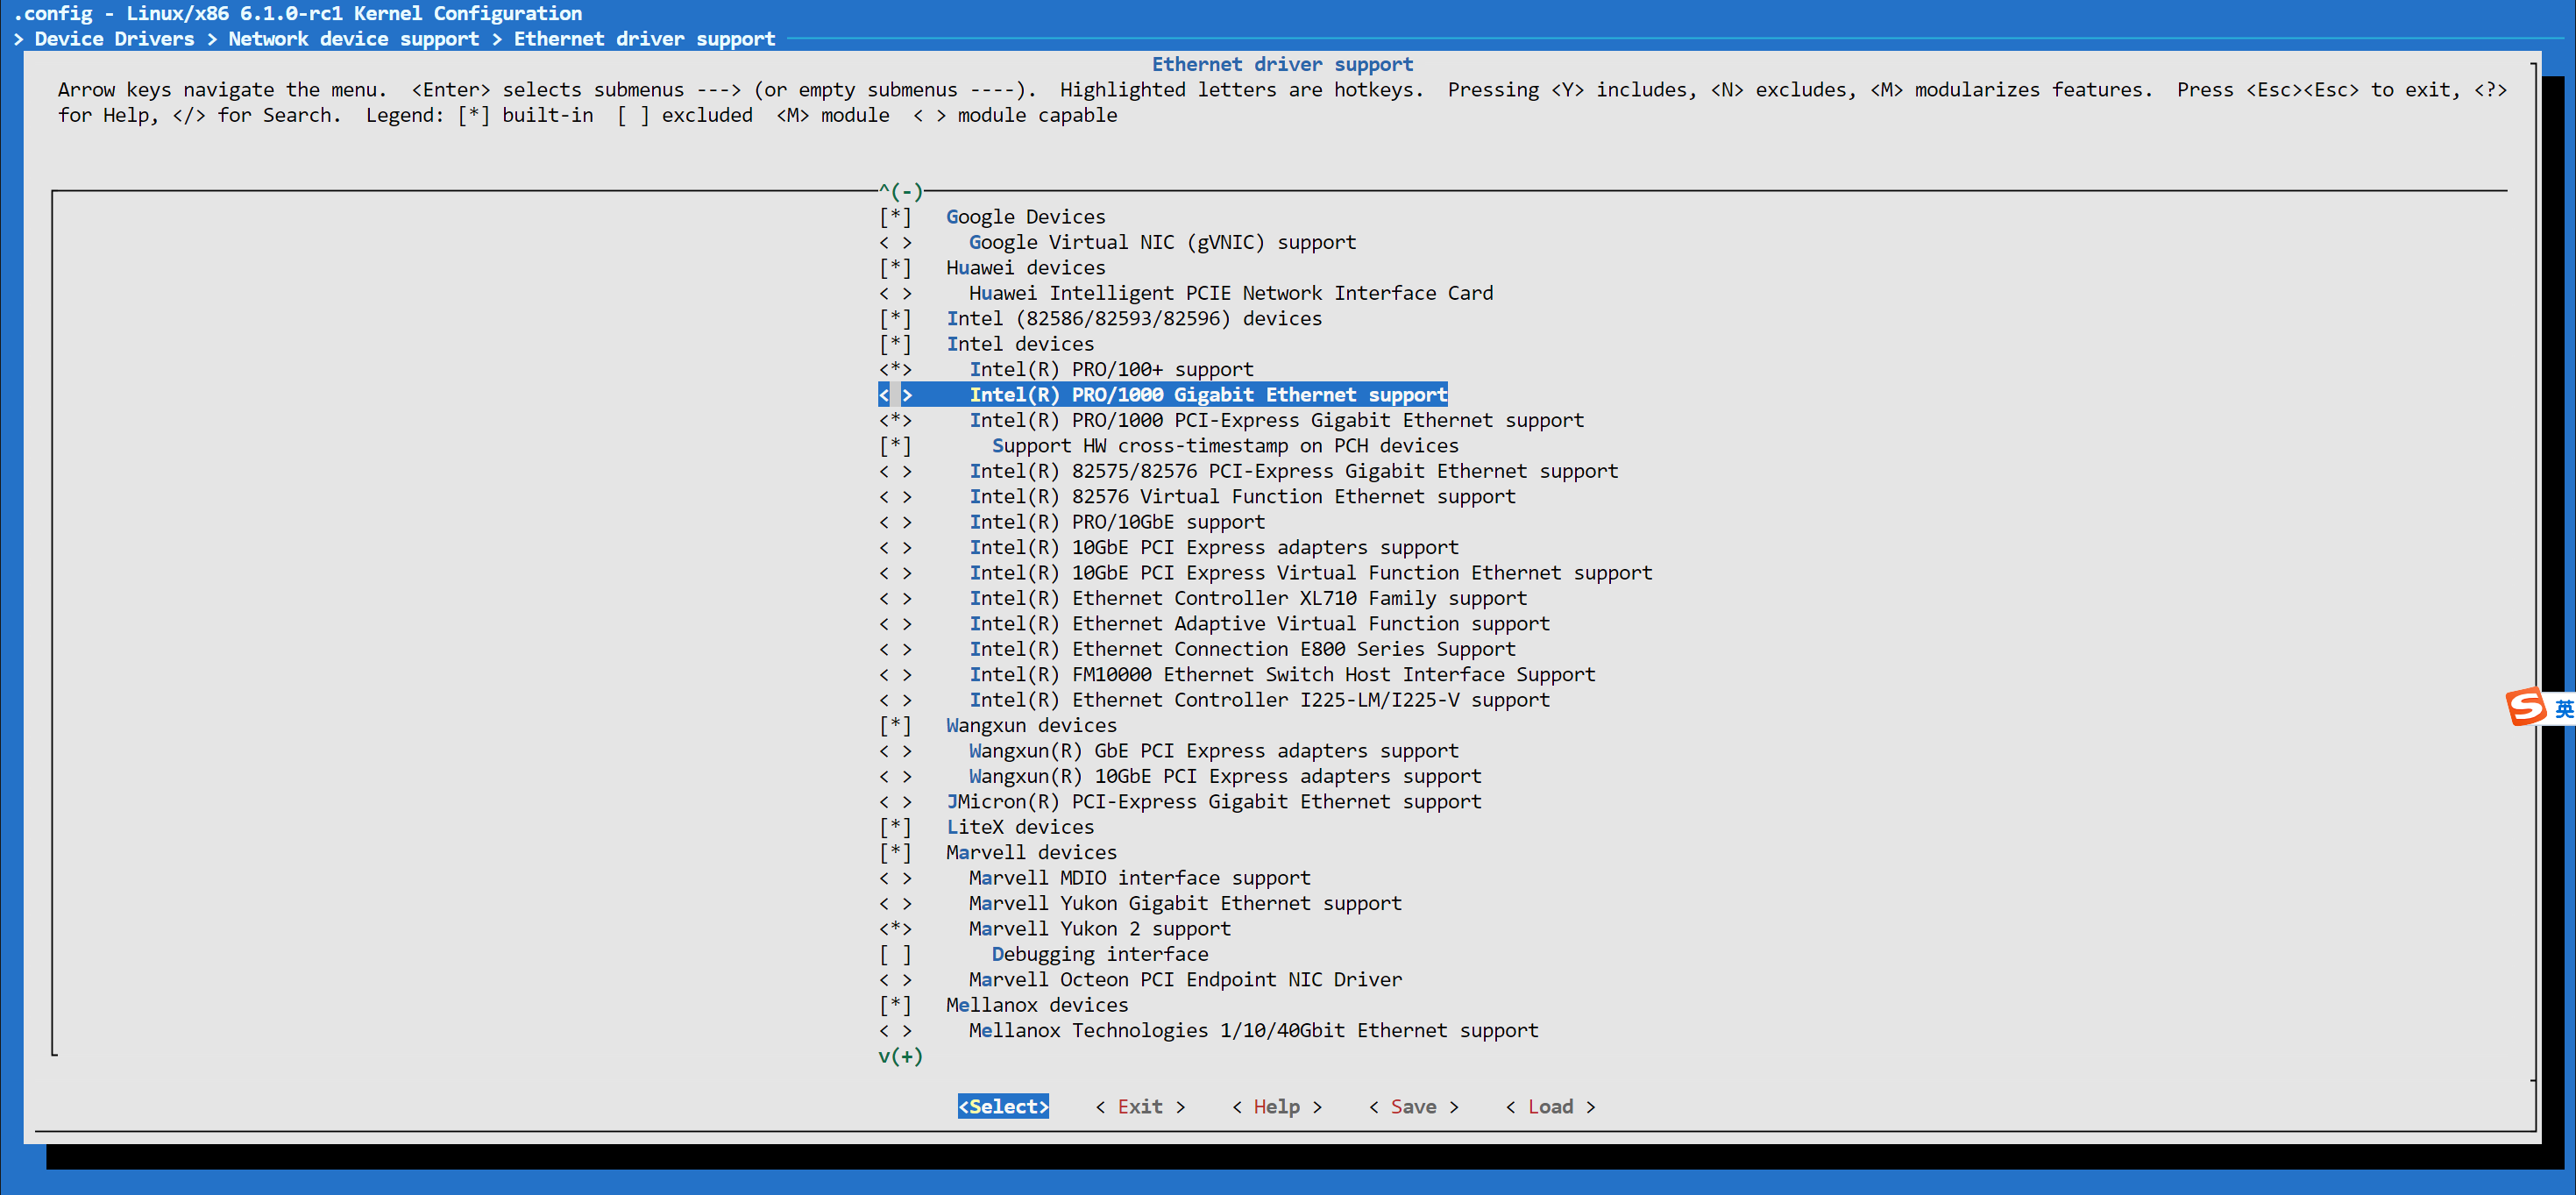 .config - Linux/x86 6.1.0-rc1 Kernel Configuration
> Device Drivers > Network device support > Ethernet driver support
Ethernet driver support
Arrow keys navigate the menu.  <Enter> selects submenus ---> (or empty submenus ----).  Highlighted letters are hotkeys.  Pressing <Y> includes, <N> excludes, <M> modularizes features.  Press <Esc><Esc> to exit, <?>
for Help, </> for Search.  Legend: [*] built-in  [ ] excluded  <M> module  < > module capable
^(-)
[*]   Google Devices
< >     Google Virtual NIC (gVNIC) support
[*]   Huawei devices
< >     Huawei Intelligent PCIE Network Interface Card
[*]   Intel (82586/82593/82596) devices
[*]   Intel devices
<*>     Intel(R) PRO/100+ support
< >     Intel(R) PRO/1000 Gigabit Ethernet support
<*>     Intel(R) PRO/1000 PCI-Express Gigabit Ethernet support
[*]       Support HW cross-timestamp on PCH devices
< >     Intel(R) 82575/82576 PCI-Express Gigabit Ethernet support
< >     Intel(R) 82576 Virtual Function Ethernet support
< >     Intel(R) PRO/10GbE support
< >     Intel(R) 10GbE PCI Express adapters support
< >     Intel(R) 10GbE PCI Express Virtual Function Ethernet support
< >     Intel(R) Ethernet Controller XL710 Family support
< >     Intel(R) Ethernet Adaptive Virtual Function support
< >     Intel(R) Ethernet Connection E800 Series Support
< >     Intel(R) FM10000 Ethernet Switch Host Interface Support
< >     Intel(R) Ethernet Controller I225-LM/I225-V support
[*]   Wangxun devices
< >     Wangxun(R) GbE PCI Express adapters support
< >     Wangxun(R) 10GbE PCI Express adapters support
< >   JMicron(R) PCI-Express Gigabit Ethernet support
[*]   LiteX devices
[*]   Marvell devices
< >     Marvell MDIO interface support
< >     Marvell Yukon Gigabit Ethernet support
<*>     Marvell Yukon 2 support
[ ]       Debugging interface
< >     Marvell Octeon PCI Endpoint NIC Driver
[*]   Mellanox devices
< >     Mellanox Technologies 1/10/40Gbit Ethernet support
v(+)
<Select>    < Exit >    < Help >    < Save >    < Load >
S 英